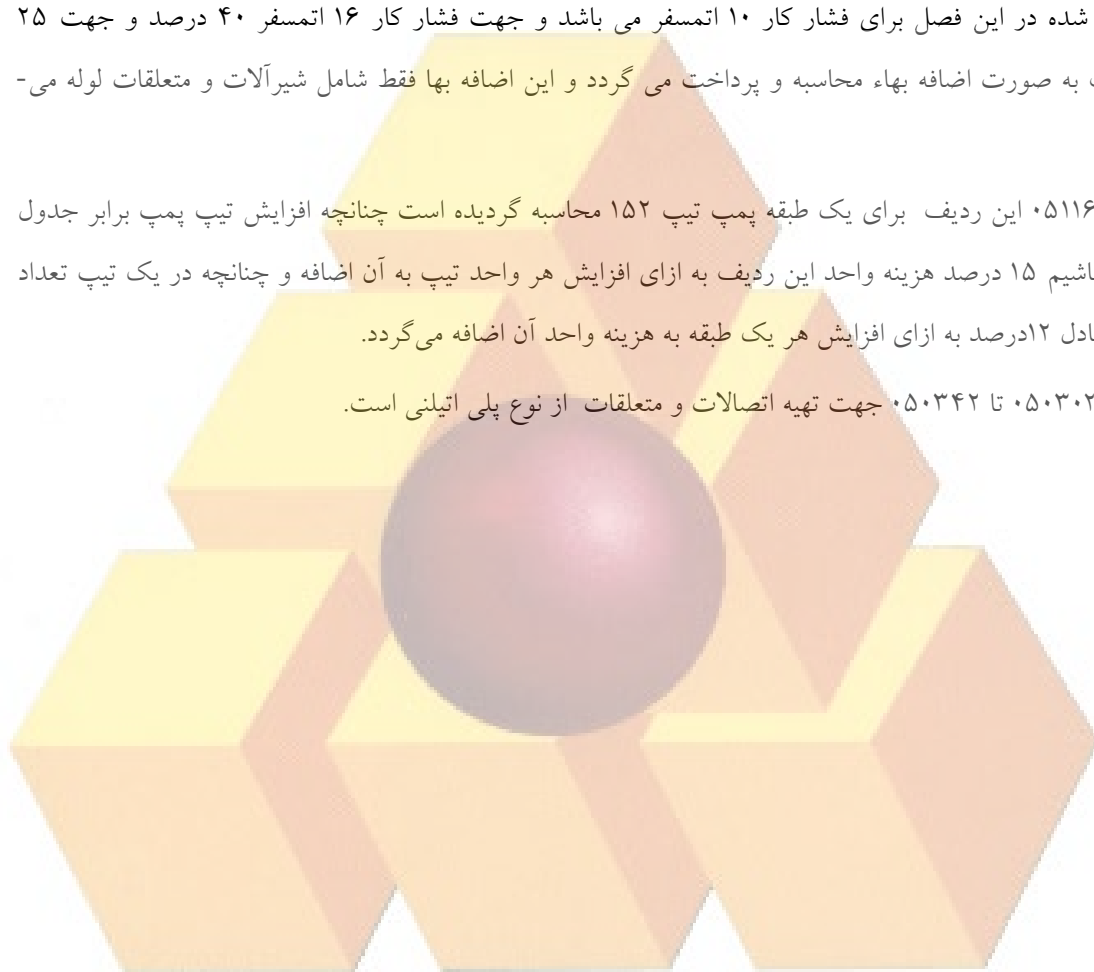 شده در این فصل برای فشار کار ۱۰ اتمسفر می باشد و جهت فشار کار ۱۶ اتمسفر ۴۰ درصد و جهت ۲۵
به صورت اضافه بهاء محاسبه و پرداخت می گردد و این اضافه بها فقط شامل شیرآلات و متعلقات لوله می-
۰۵۱۱۶ این ردیف برای یک طبقه پمپ تیپ ۱۵۲ محاسبه گردیده است چنانچه افزایش تیپ پمپ برابر جدول
اشیم ۱۵ درصد هزینه واحد این ردیف به ازای افزایش هر واحد تیپ به آن اضافه و چنانچه در یک تیپ تعداد
ادل ۱۲درصد به ازای افزایش هر یک طبقه به هزینه واحد آن اضافه می‌گردد.
۰۵۰۳۰۲ تا ۰۵۰۳۴۲ جهت تهیه اتصالات و متعلقات از نوع پلی اتیلنی است.